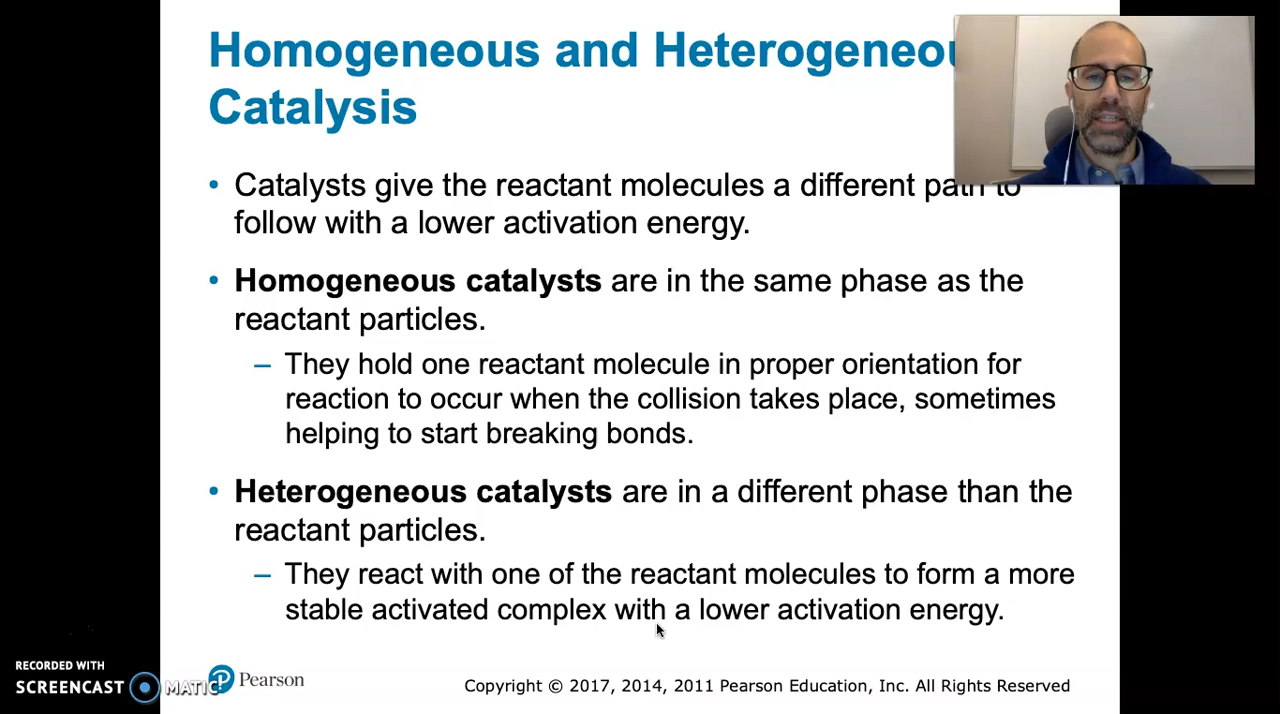 Homogeneous and Heterogeneou
Catalysis
• Catalysts give the reactant molecules a different path to
follow with a lower activation energy.
• Homogeneous catalysts are in the same phase as the
reactant particles.
– They hold one reactant molecule in proper orientation for
reaction to occur when the collision takes place, sometimes
helping to start breaking bonds.
• Heterogeneous catalysts are in a different phase than the
reactant particles.
– They react with one of the reactant molecules to form a more
stable activated complex with a lower activation energy.
RECORDED WITH
SCREENCAST MATIC
Pearson
Copyright © 2017, 2014, 2011 Pearson Education, Inc. All Rights Reserved